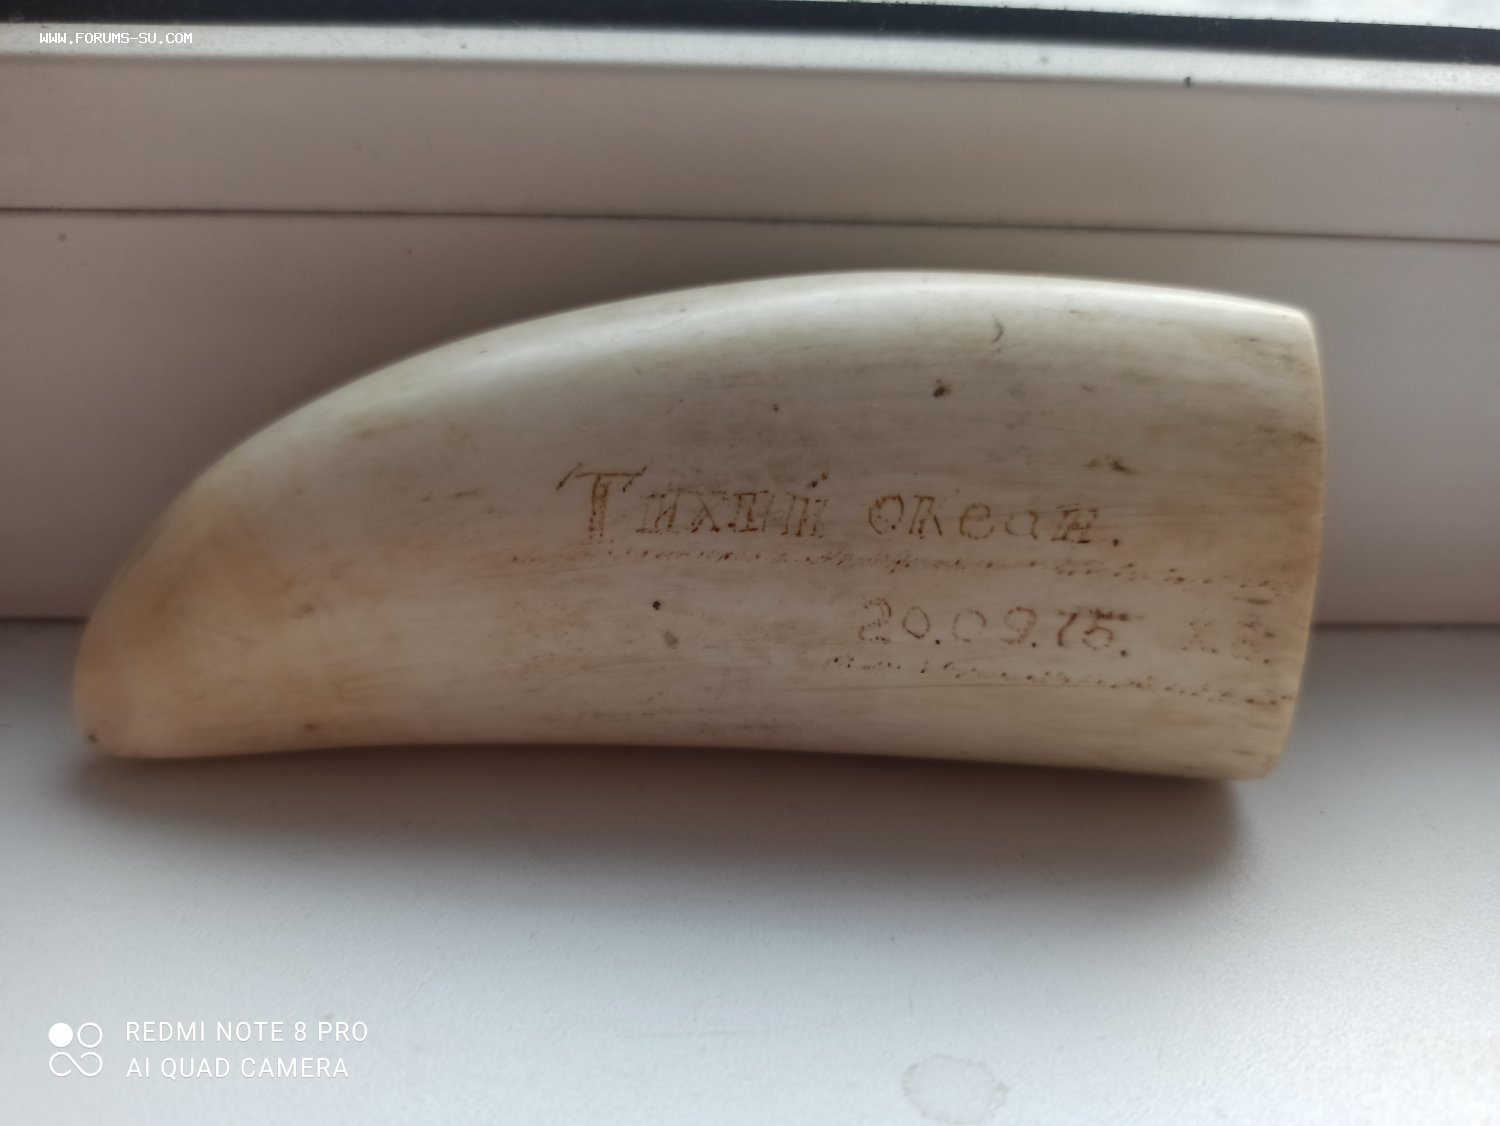 WWW.FORUMS-SU.COM
Тихий океан.
20.09.75.
REDMI NOTE 8 PRO
AI QUAD CAMERA